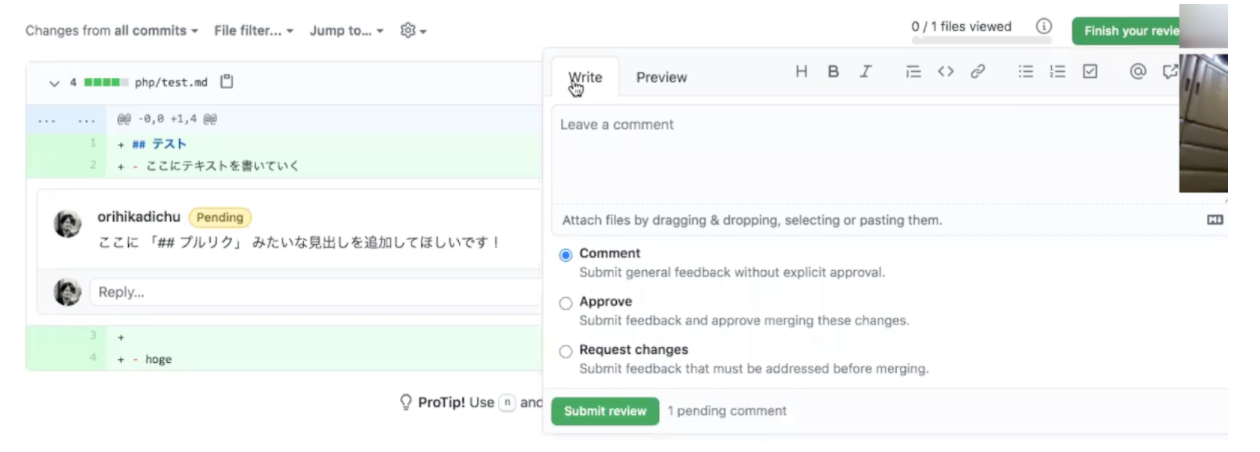 Changes from all commits File filter... Jump to...
0 / 1 files viewed
Finish your
4 php/test.md
... ... @@ -0,0 +1,4 @@
1 + ## テスト
2 + - ここにテキストを書いていく
orihikadichu Pending
ここに 「## プルリク」 みたいな見出しを追加してほしいです！
Reply...
3 +
4 + - hoge
ProTip! Use n and
Write Preview
H B I
Leave a comment
Attach files by dragging & dropping, selecting or pasting them.
Comment
Submit general feedback without explicit approval.
Approve
Submit feedback and approve merging these changes.
Request changes
Submit feedback that must be addressed before merging.
Submit review 1 pending comment